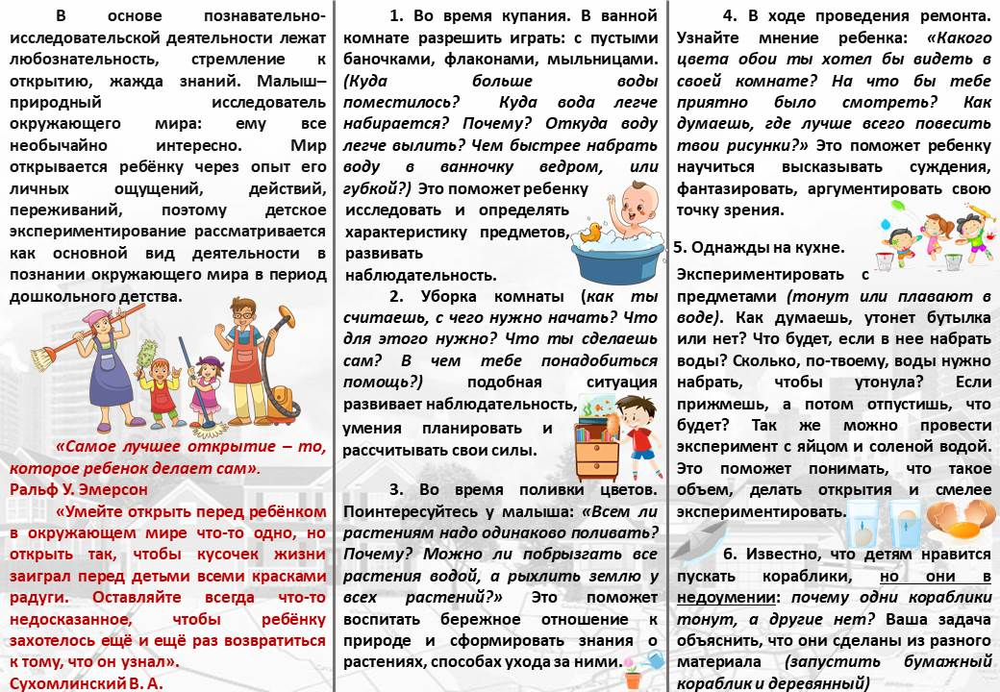 В основе познавательно-
исследовательской деятельности лежат
любознательность, стремление к
открытию, жажда знаний. Малыш–
природный исследователь
окружающего мира: ему все
необычайно интересно. Мир
открывается ребёнку через опыт его
личных ощущений, действий,
переживаний, поэтому детское
экспериментирование рассматривается
как основной вид деятельности в
познании окружающего мира в период
дошкольного детства.
«Самое лучшее открытие – то,
которое ребенок делает сам».
Ральф У. Эмерсон
«Умейте открыть перед ребёнком
в окружающем мире что-то одно, но
открыть так, чтобы кусочек жизни
заиграл перед детьми всеми красками
радуги. Оставляйте всегда что-то
недосказанное, чтобы ребёнку
захотелось ещё и ещё раз возвратиться
к тому, что он узнал».
Сухомлинский В. А.
1. Во время купания. В ванной
комнате разрешить играть: с пустыми
баночками, флаконами, мыльницами.
(Куда больше воды
поместилось? Куда вода легче
набирается? Почему? Откуда воду
легче вылить? Чем быстрее набрать
воду в ванночку ведром, или
губкой?) Это поможет ребенку
исследовать и определять
характеристику предметов,
развивать
наблюдательность.
2. Уборка комнаты (как ты
считаешь, с чего нужно начать? Что
для этого нужно? Что ты сделаешь
сам? В чем тебе понадобиться
помощь?) подобная ситуация
развивает наблюдательность,
умения планировать и
рассчитывать свои силы.
3. Во время поливки цветов.
Поинтересуйтесь у малыша: «Всем ли
растениям надо одинаково поливать?
Почему? Можно ли побрызгать все
растения водой, а рыхлить землю у
всех растений?» Это поможет
воспитать бережное отношение к
природе и сформировать знания о
растениях, способах ухода за ними.
4. В ходе проведения ремонта.
Узнайте мнение ребенка: «Какого
цвета обои ты хотел бы видеть в
своей комнате? На что бы тебе
приятно было смотреть? Как
думаешь, где лучше всего повесить
твои рисунки?» Это поможет ребенку
научиться высказывать суждения,
фантазировать, аргументировать свою
точку зрения.
5. Однажды на кухне.
Экспериментировать с
предметами (тонут или плавают в
воде). Как думаешь, утонет бутылка
или нет? Что будет, если в нее набрать
воды? Сколько, по-твоему, воды нужно
набрать, чтобы утонула? Если
прижмешь, а потом отпустишь, что
будет? Так же можно провести
эксперимент с яйцом и соленой водой.
Это поможет понимать, что такое
объем, делать открытия и смелее
экспериментировать.
6. Известно, что детям нравится
пускать кораблики, но они в
недоумении: почему одни кораблики
тонут, а другие нет? Ваша задача
объяснить, что они сделаны из разного
материала (запустить бумажный
кораблик и деревянный)